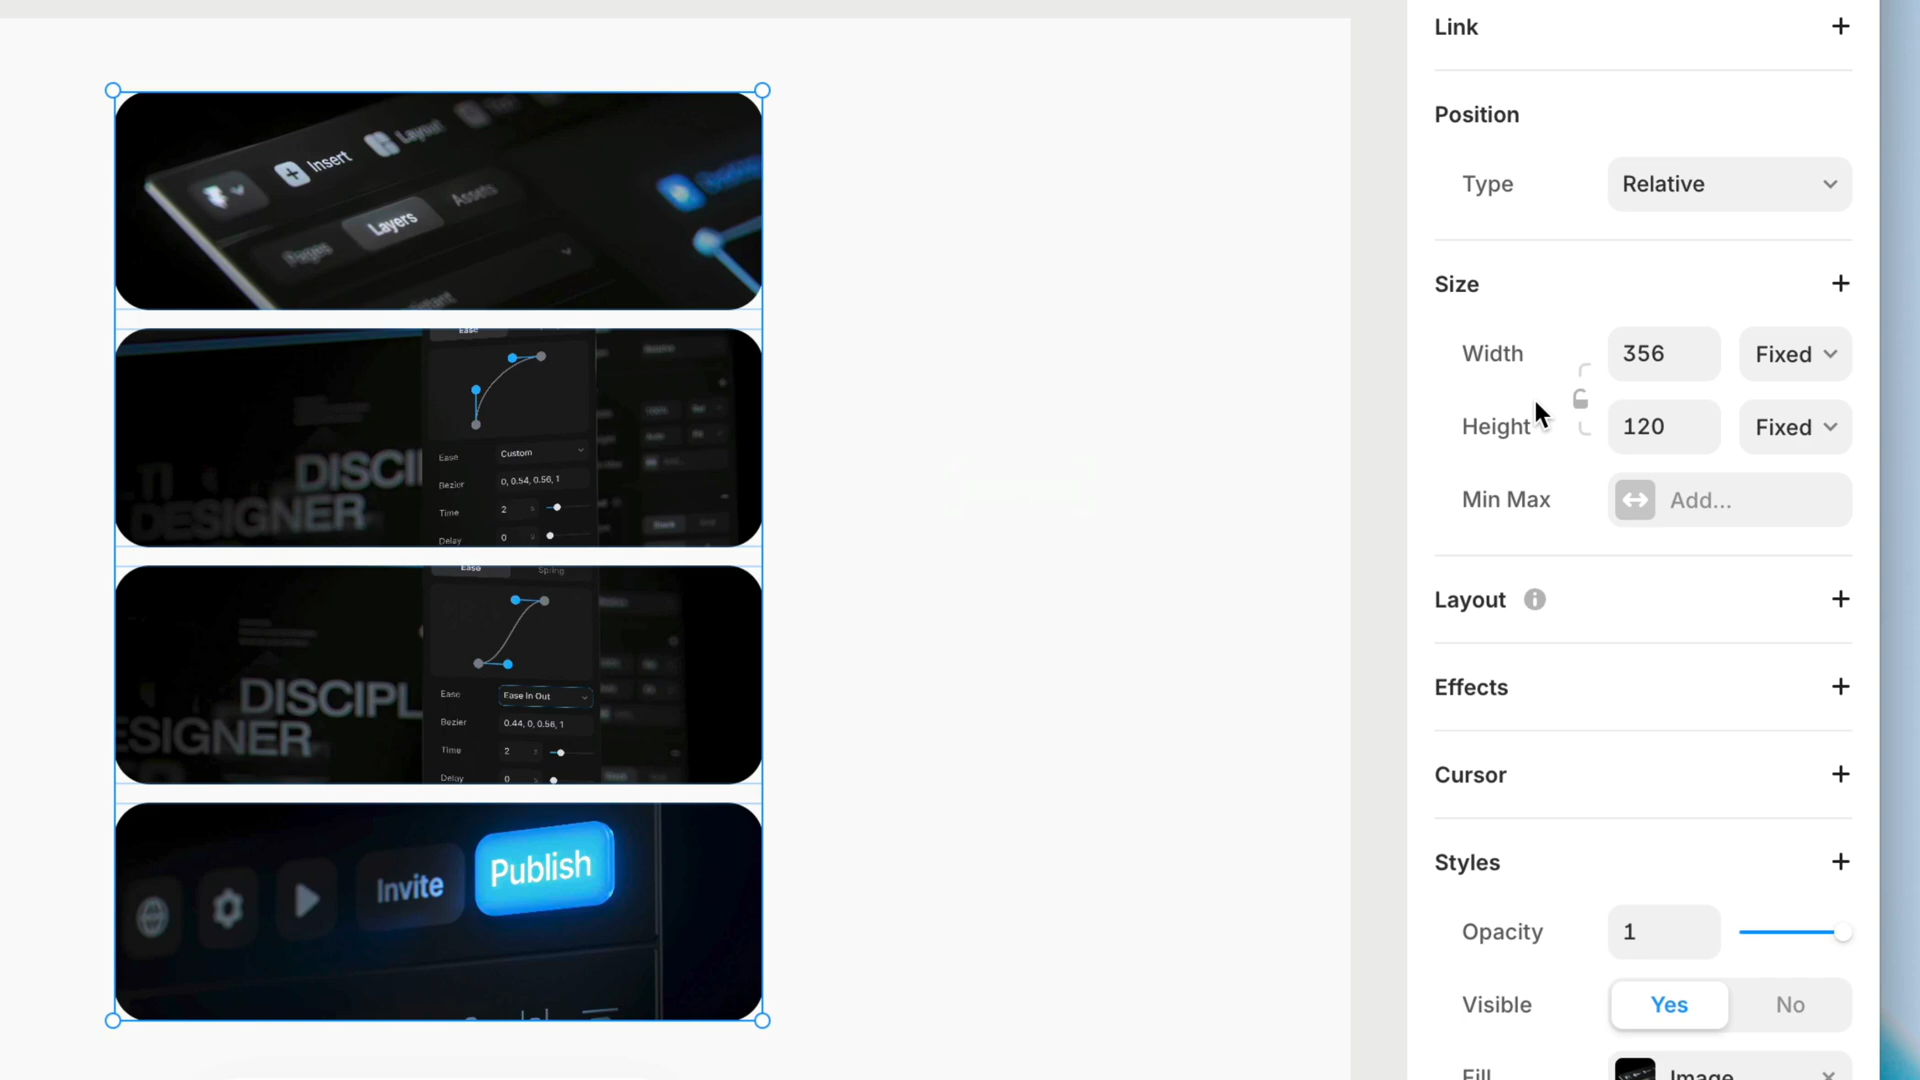 Link
Position
Type Relative
Size
Width 356 Fixed
Height 120 Fixed
Min Max Add...
Layout
Effects
Cursor
Styles
Opacity 1
Visible Yes No
Fill Image
Insert Layout
Layers Assets
Pages
Ease
DISCI
DESIGNER
Ease Custom
Bezier 0, 0.54, 0.56, 1
Time 2 s
Delay 0 s
Ease Spring
DISCIPL
ESIGNER
Ease Ease In Out
Bezier 0.44, 0, 0.56, 1
Time 2
Delay 0
Invite Publish